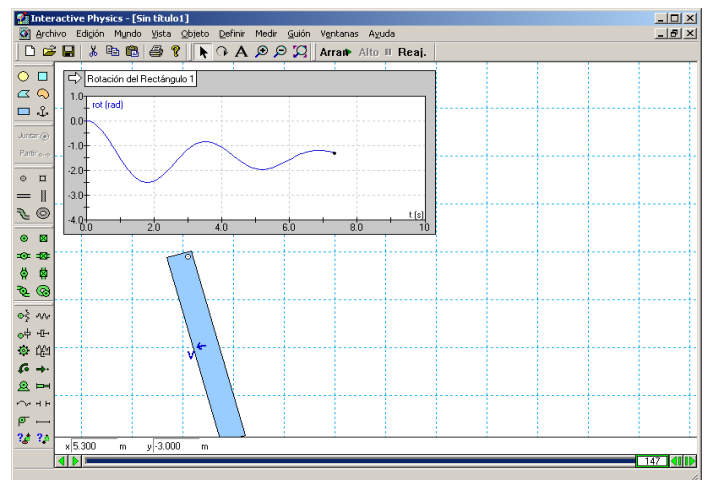 Interactive Physics - [Sin título1]
Archivo Edición Mundo Vista Objeto Definir Medir Guión Ventanas Ayuda
A Arran Alto II Reaj.
Rotación del Rectángulo 1
rot (rad)
1.0
0.0
-1.0
-2.0
-3.0
-4.0
0.0 2.0 4.0 6.0 8.0 10
t (s)
Juntar
Partir
V
x 5.300 m y -3.000 m
147